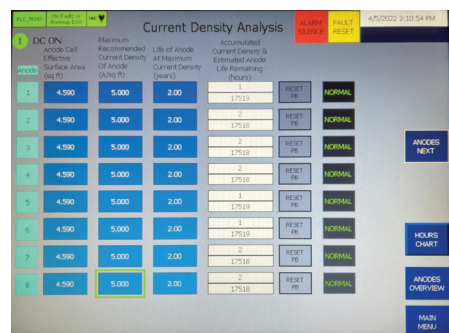 No Faults or
Warnings Exist
Current Density Analysis
ALARM
SILENCE
FAULT
RESET
4/5/2022 3:10:54 PM
1 DC ON
Anode
Anode Cell
Effective
Surface Area
(sq ft)
Maximum
Recommended
Current Density
Of Anode
(A/sq ft)
Life of Anode
At Maximum
Current Density
(years)
Accumulated
Current Density &
Estimated Anode
Life Remaining
(hours)
1 4.590 5.000 2.00 1 RESET PB NORMAL
17519
2 4.590 5.000 2.00 2 RESET PB NORMAL
17518
3 4.590 5.000 2.00 2 RESET PB NORMAL
17518
4 4.590 5.000 2.00 2 RESET PB NORMAL
17518
5 4.590 5.000 2.00 1 RESET PB NORMAL
17519
6 4.590 5.000 2.00 1 RESET PB NORMAL
17519
7 4.590 5.000 2.00 2 RESET PB NORMAL
17518
8 4.590 5.000 2.00 2 RESET PB NORMAL
17518
ANODES
NEXT
HOURS
CHART
ANODES
OVERVIEW
MAIN
MENU